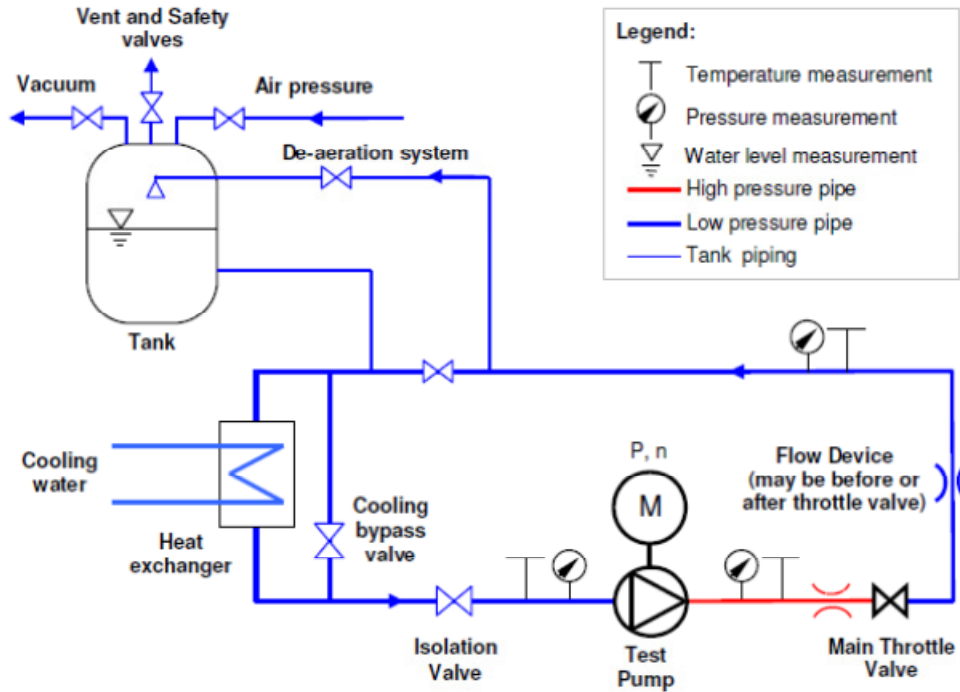 Vent and Safety
valves
Vacuum
Air pressure
De-aeration system
Tank
Legend:
Temperature measurement
Pressure measurement
Water level measurement
High pressure pipe
Low pressure pipe
Tank piping
Cooling
water
Heat
exchanger
Cooling
bypass
valve
P, n
M
Flow Device
(may be before or
after throttle valve)
Isolation
Valve
Test
Pump
Main Throttle
Valve